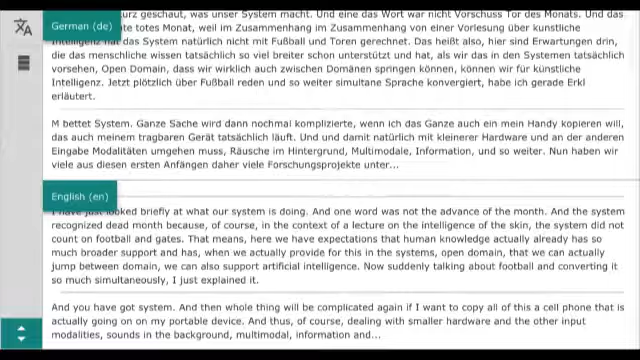 German (de)
urz geschaut, was unser System macht. Und eine das Wort war nicht Vorschuss Tor des Monats. Und das
te totes Monat, weil im Zusammenhang im Zusammenhang von einer Vorlesung über kunstliche
Intelligenz hat das System natürlich nicht mit Fußball und Toren gerechnet. Das heißt also, hier sind Erwartungen drin,
die das menschliche wissen tatsächlich so viel breiter schon unterstützt und hat, als wir das in den Systemen tatsächlich
vorsehen, Open Domain, dass wir wirklich auch zwischen Domänen springen können, können wir für künstliche
Intelligenz. Jetzt plötzlich über Fußball reden und so weiter simultane Sprache konvergiert, habe ich gerade Erkl
erläutert.
M bettet System. Ganze Sache wird dann nochmal komplizierte, wenn ich das Ganze auch ein mein Handy kopieren will,
das auch meinem tragbaren Gerät tatsächlich läuft. Und und damit natürlich mit kleinerer Hardware und an der anderen
Eingabe Modalitäten umgehen muss, Räusche im Hintergrund, Multimodale, Information, und so weiter. Nun haben wir
viele aus diesen ersten Anfängen daher viele Forschungsprojekte unter...
English (en)
I have just looked briefly at what our system is doing. And one word was not the advance of the month. And the system
recognized dead month because, of course, in the context of a lecture on the intelligence of the skin, the system did not
count on football and gates. That means, here we have expectations that human knowledge actually already has so
much broader support and has, when we actually provide for this in the systems, open domain, that we can actually
jump between domain, we can also support artificial intelligence. Now suddenly talking about football and converting it
so much simultaneously, I just explained it.
And you have got system. And then whole thing will be complicated again if I want to copy all of this a cell phone that is
actually going on on my portable device. And thus, of course, dealing with smaller hardware and the other input
modalities, sounds in the background, multimodal, information and...